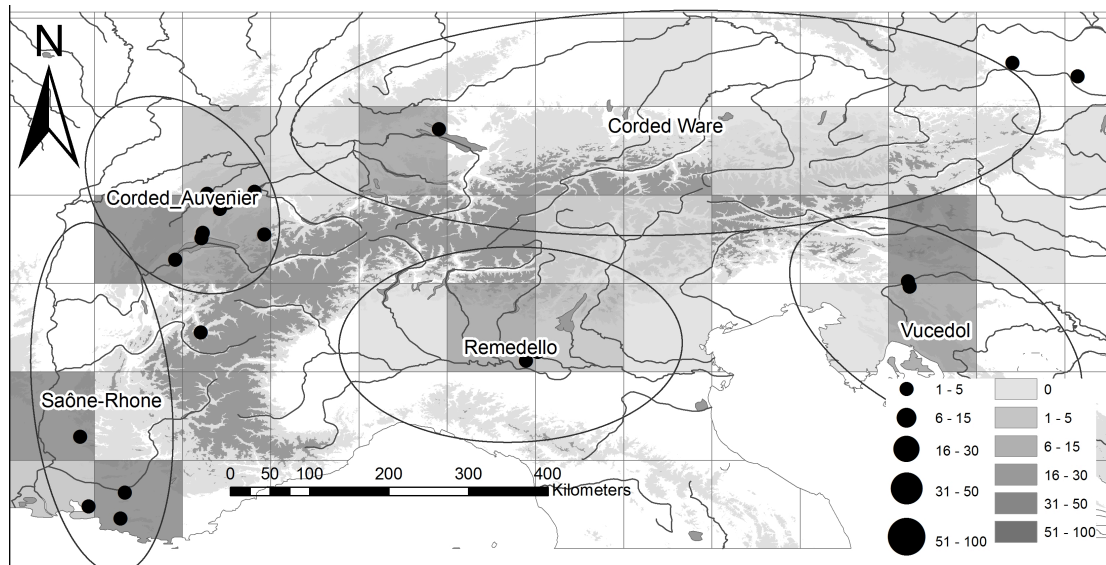 N
Corded Ware
Corded_Auvenier
Vucedol
Remedello
Saône-Rhone
0 50 100 200 300 400
Kilometers
1 - 5 0
6 - 15 1 - 5
16 - 30 6 - 15
31 - 50 16 - 30
51 - 100 31 - 50
51 - 100